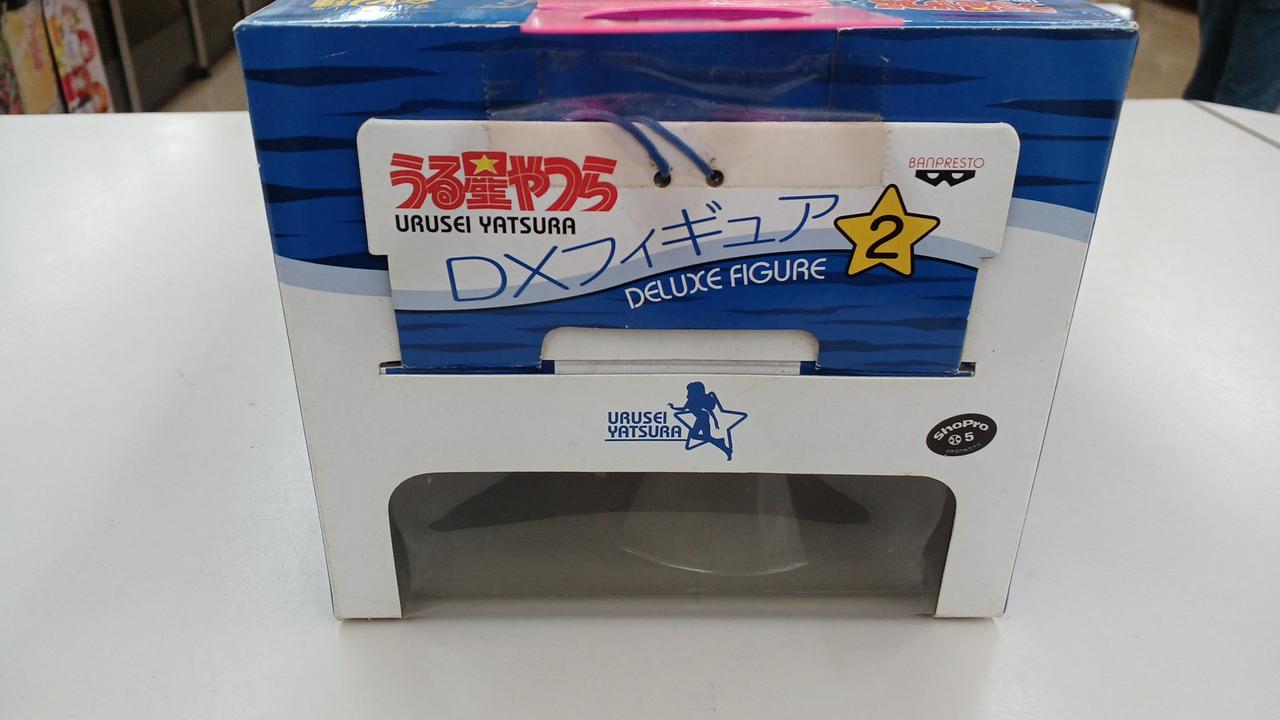 うる星やつら
URUSEI YATSURA
BANPRESTO
DXフィギュア
2
DELUXE FIGURE
URUSEI
YATSURA
ShoPro
5